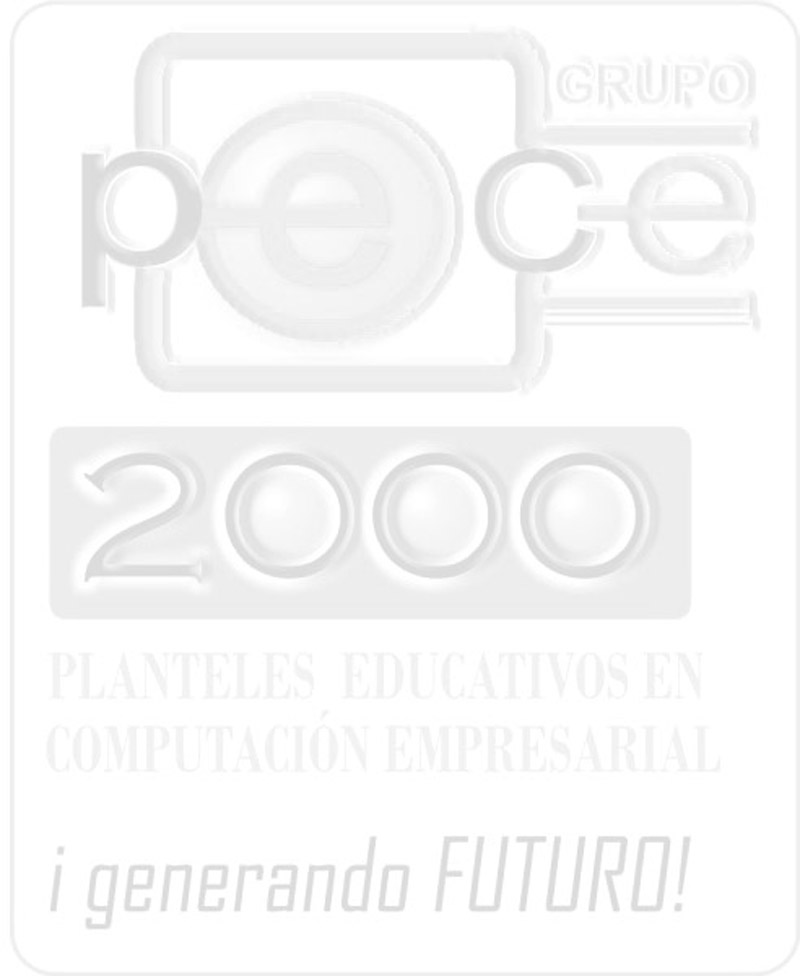 GRUPO
pece
2000
PLANTELES EDUCATIVOS EN
COMPUTACIÓN EMPRESARIAL
¡ generando FUTURO!